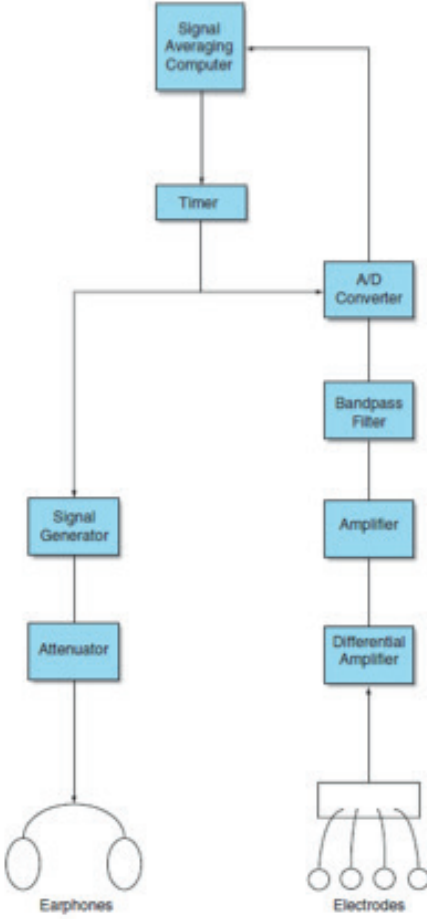 Signal
Averaging
Computer
Timer
A/D
Converter
Bandpass
Filter
Signal
Generator
Amplifier
Attenuator
Differential
Amplifier
Earphones
Electrodes